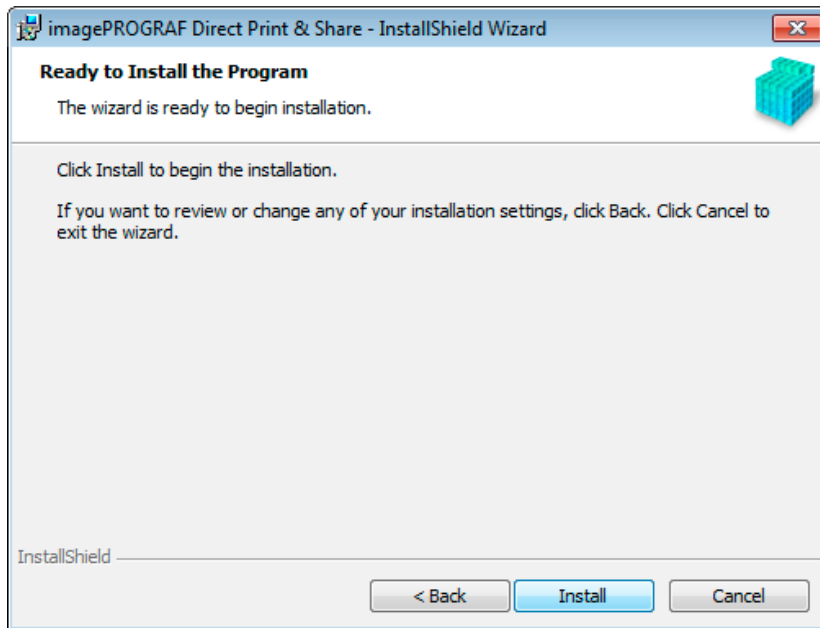 imagePROGRAF Direct Print & Share - InstallShield Wizard
Ready to Install the Program
The wizard is ready to begin installation.
Click Install to begin the installation.
If you want to review or change any of your installation settings, click Back. Click Cancel to
exit the wizard.
InstallShield
< Back
Install
Cancel